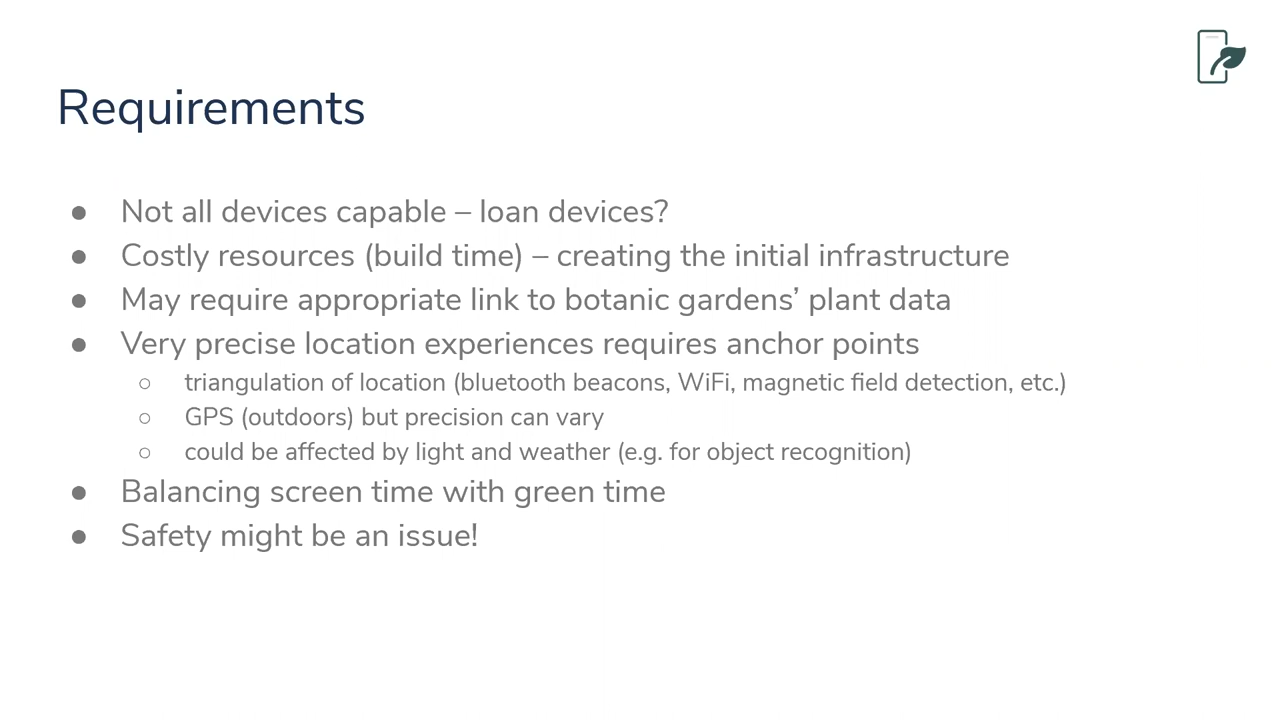 Requirements
● Not all devices capable – loan devices?
● Costly resources (build time) – creating the initial infrastructure
● May require appropriate link to botanic gardens’ plant data
● Very precise location experiences requires anchor points
○ triangulation of location (bluetooth beacons, WiFi, magnetic field detection, etc.)
○ GPS (outdoors) but precision can vary
○ could be affected by light and weather (e.g. for object recognition)
● Balancing screen time with green time
● Safety might be an issue!